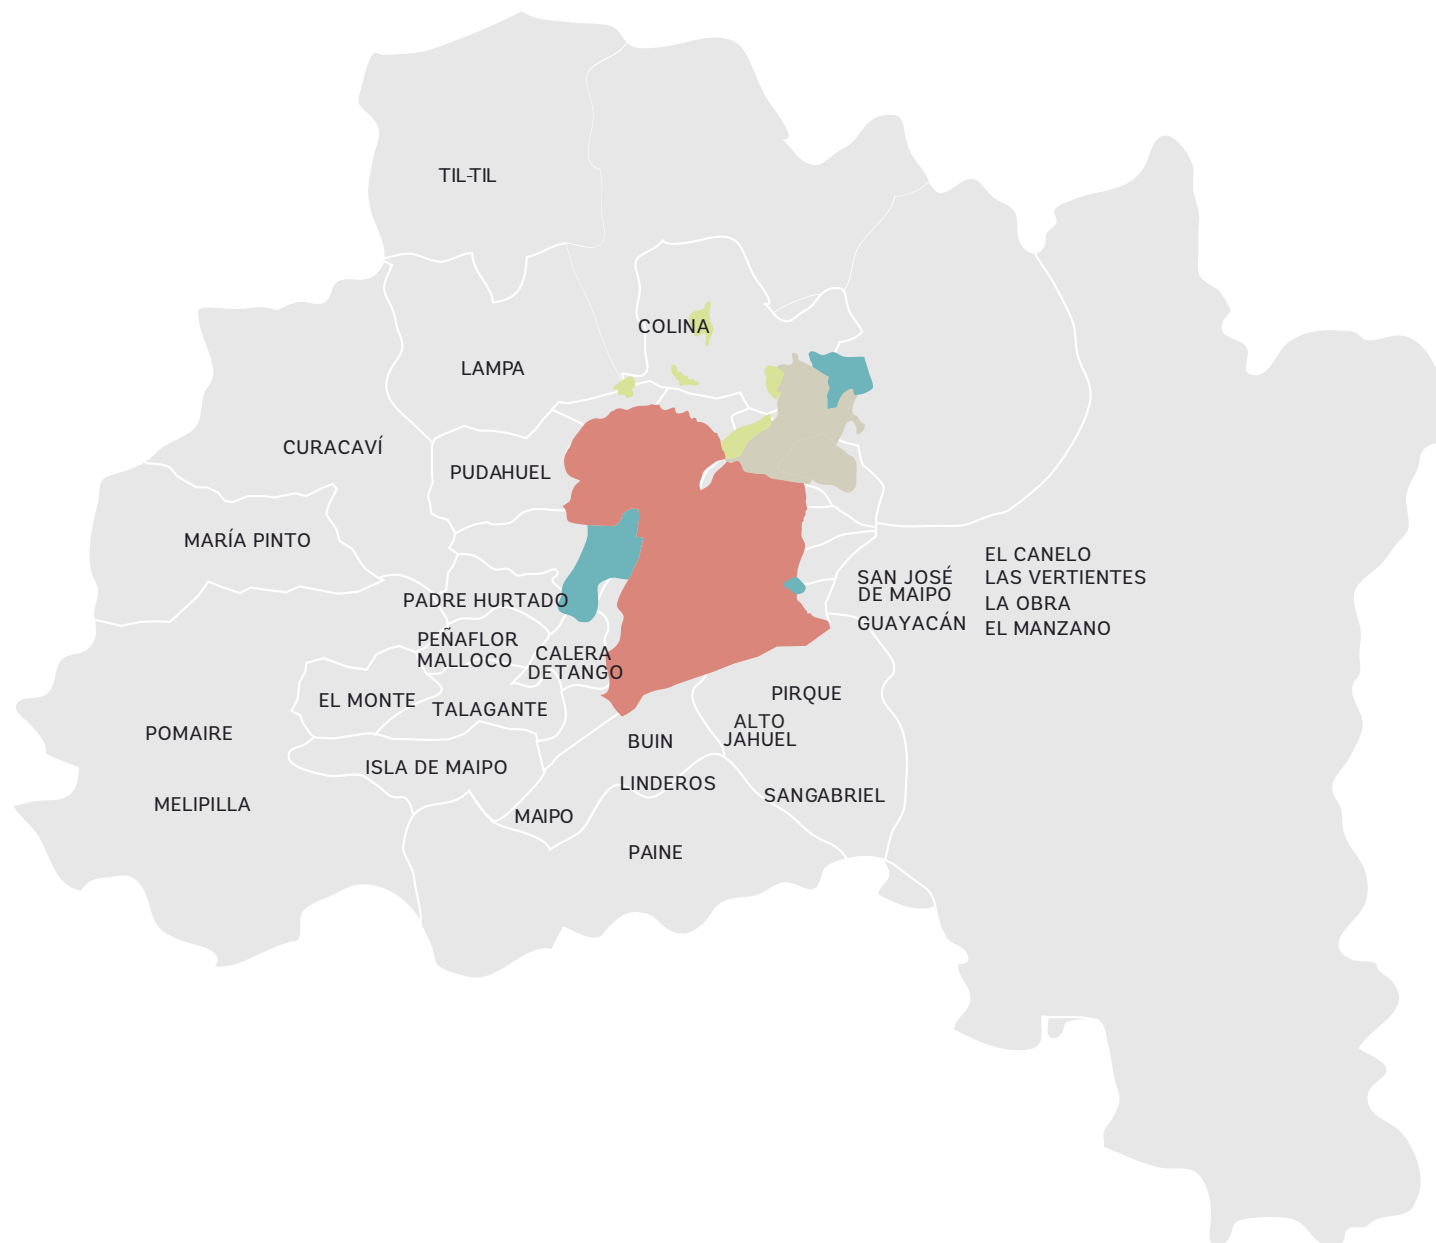 TIL-TIL
COLINA
LAMPA
CURACAVÍ
PUDAHUEL
MARÍA PINTO
PADRE HURTADO
PEÑAFLOR
MALLOCO
CALERA
DETANGO
EL MONTE
TALAGANTE
POMAIRE
ISLA DE MAIPO
MELIPILLA
MAIPO
BUIN
LINDEROS
PAINE
PIRQUE
ALTO
JAHUEL
SANGABRIEL
SAN JOSÉ
DE MAIPO
GUAYACÁN
EL CANELO
LAS VERTIENTES
LA OBRA
EL MANZANO